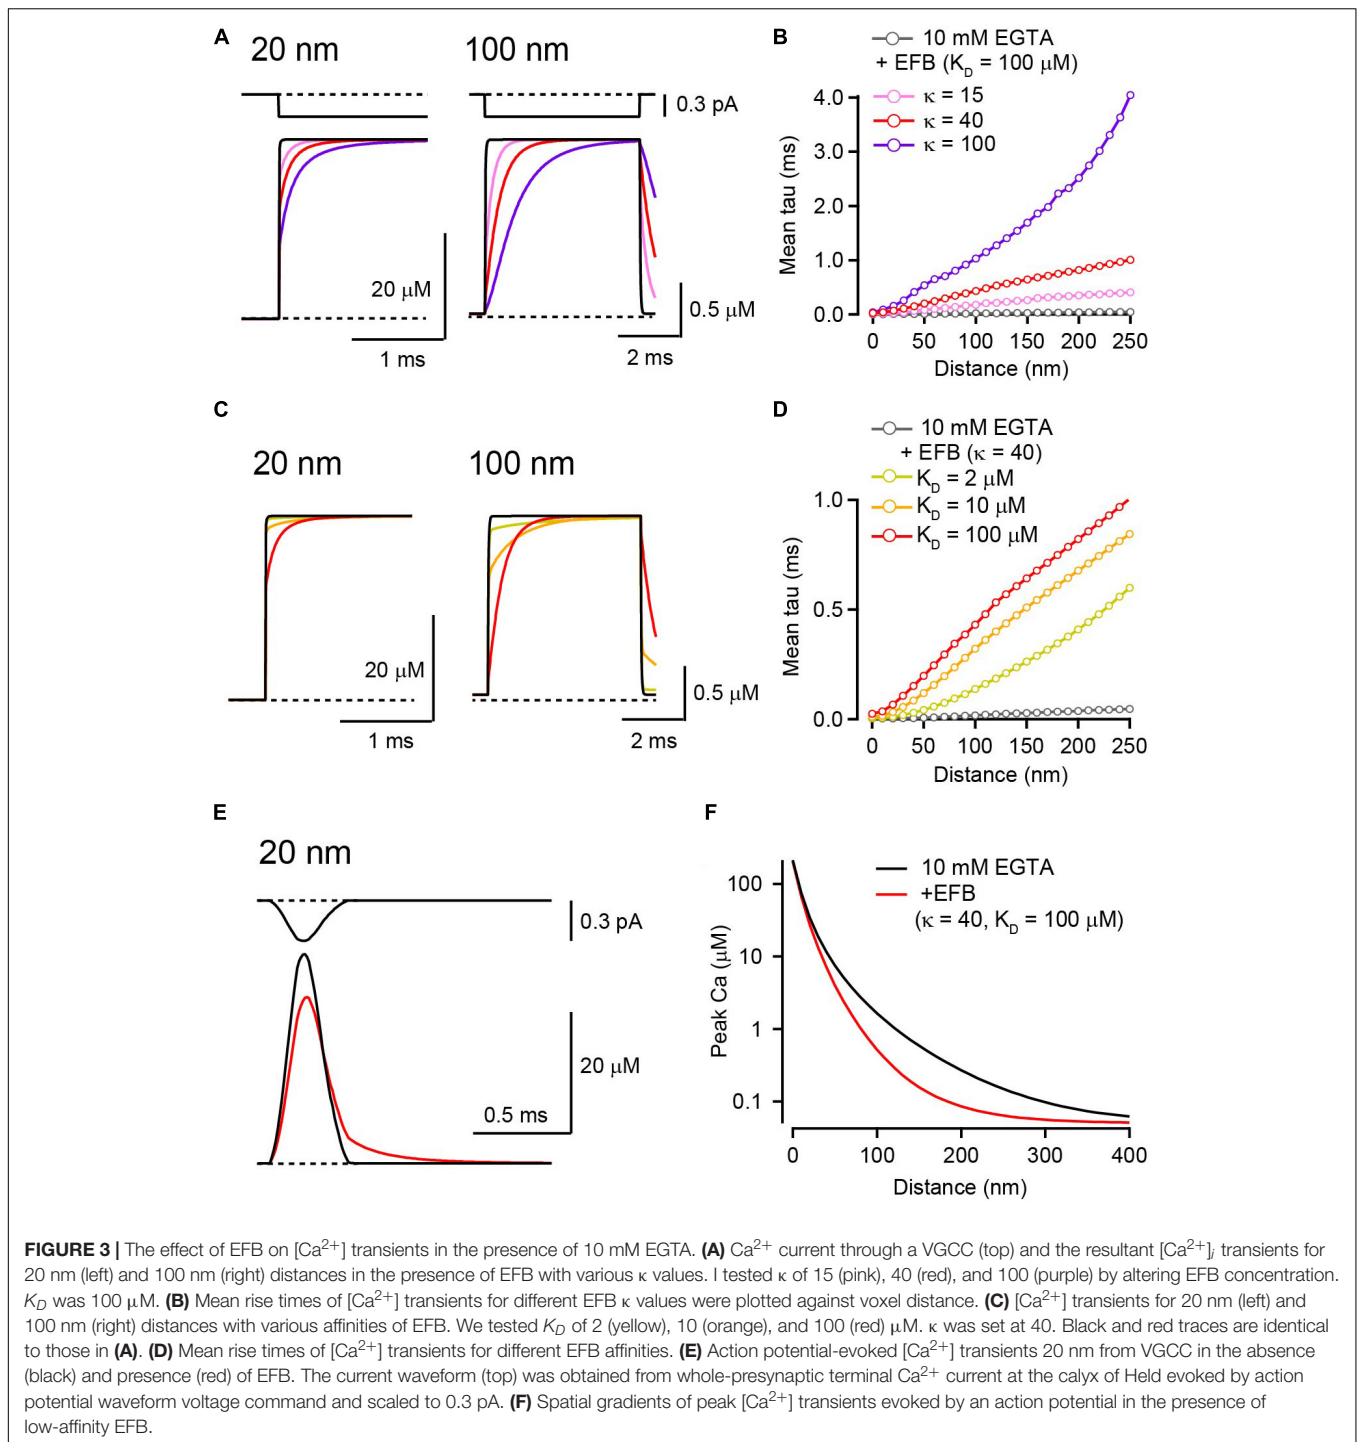 A
20 nm
100 nm
0.3 pA
20 μM
1 ms
0.5 μM
2 ms
B
10 mM EGTA
+ EFB (K_D = 100 μM)
κ = 15
κ = 40
κ = 100
4.0
3.0
2.0
1.0
0.0
Mean tau (ms)
0 50 100 150 200 250
Distance (nm)
C
20 nm
100 nm
20 μM
1 ms
0.5 μM
2 ms
D
10 mM EGTA
+ EFB (κ = 40)
K_D = 2 μM
K_D = 10 μM
K_D = 100 μM
1.0
0.5
0.0
Mean tau (ms)
0 50 100 150 200 250
Distance (nm)
E
20 nm
0.3 pA
20 μM
0.5 ms
F
10 mM EGTA
+EFB
(κ = 40, K_D = 100 μM)
100
10
1
0.1
Peak Ca (μM)
0 100 200 300 400
Distance (nm)
FIGURE 3 | The effect of EFB on [Ca²⁺] transients in the presence of 10 mM EGTA. (A) Ca²⁺ current through a VGCC (top) and the resultant [Ca²⁺]i transients for
20 nm (left) and 100 nm (right) distances in the presence of EFB with various κ values. I tested κ of 15 (pink), 40 (red), and 100 (purple) by altering EFB concentration.
K_D was 100 μM. (B) Mean rise times of [Ca²⁺] transients for different EFB κ values were plotted against voxel distance. (C) [Ca²⁺] transients for 20 nm (left) and
100 nm (right) distances with various affinities of EFB. We tested K_D of 2 (yellow), 10 (orange), and 100 (red) μM. κ was set at 40. Black and red traces are identical
to those in (A). (D) Mean rise times of [Ca²⁺] transients for different EFB affinities. (E) Action potential-evoked [Ca²⁺] transients 20 nm from VGCC in the absence
(black) and presence (red) of EFB. The current waveform (top) was obtained from whole-presynaptic terminal Ca²⁺ current at the calyx of Held evoked by action
potential waveform voltage command and scaled to 0.3 pA. (F) Spatial gradients of peak [Ca²⁺] transients evoked by an action potential in the presence of
low-affinity EFB.